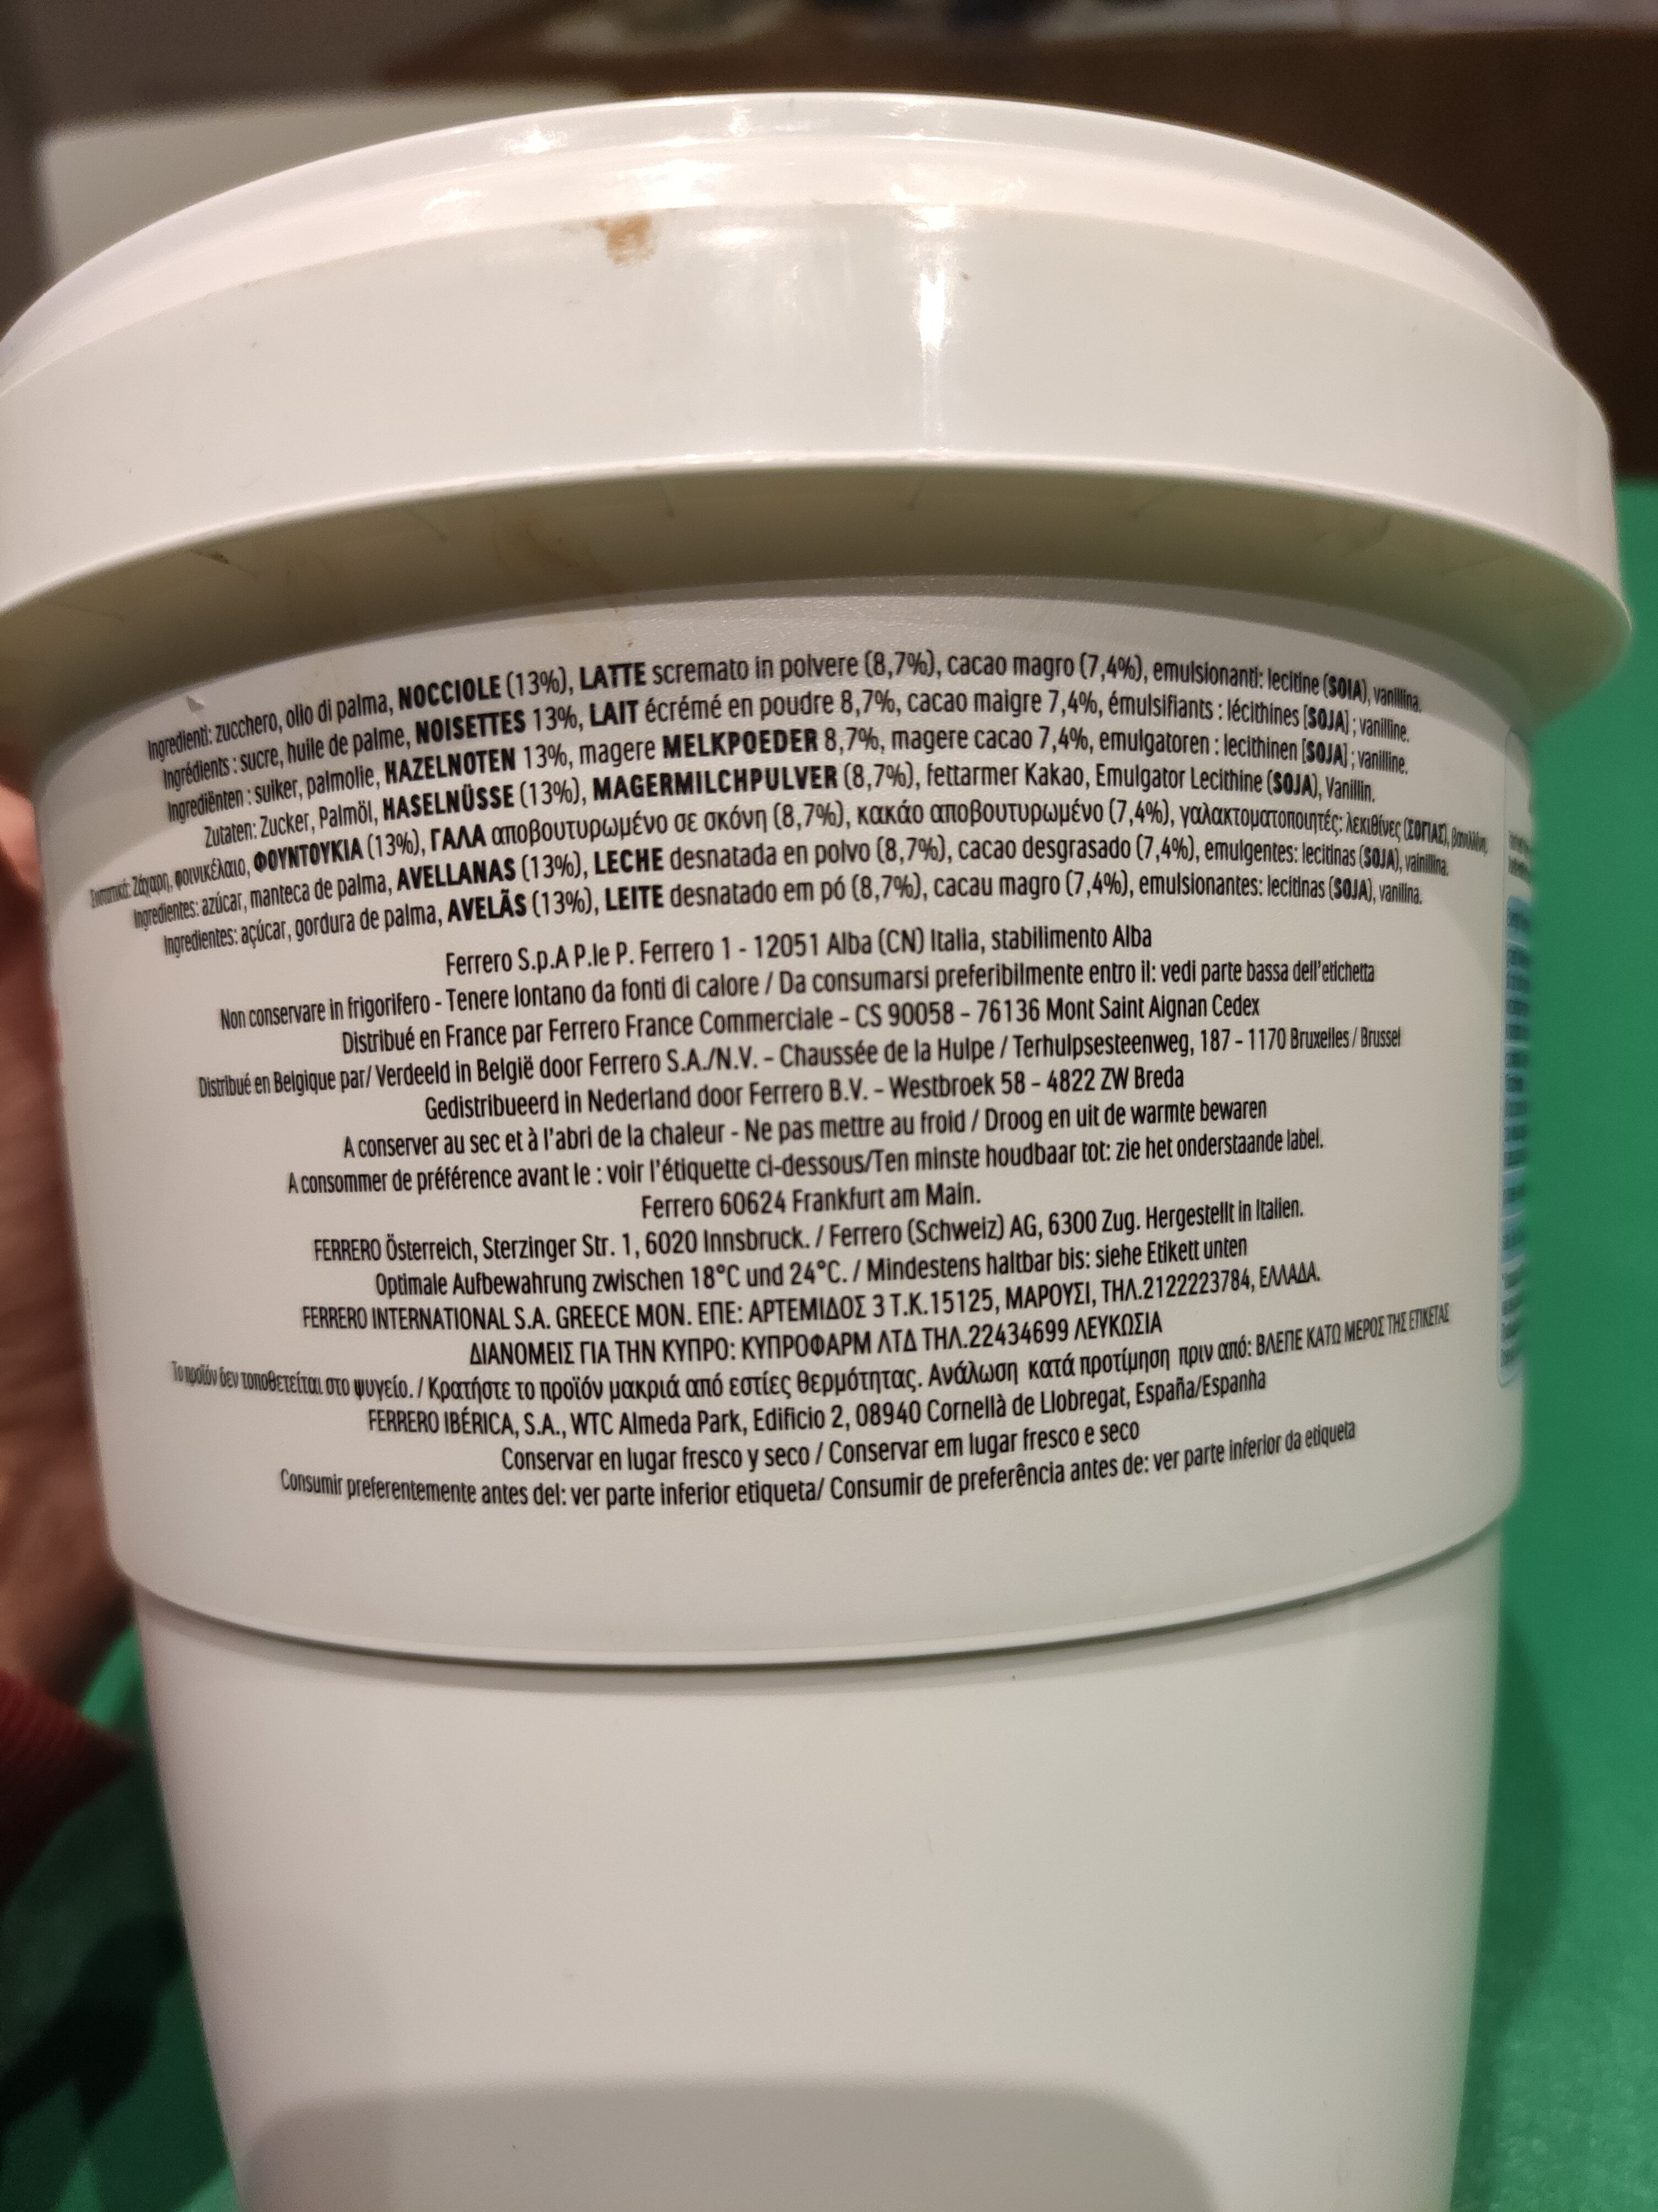 Ingredienti: zucchero, olio di palma, NOCCIOLE (13%), LATTE scremato in polvere (8,7%), cacao magro (7,4%), emulsionanti: lecitine (SOIA), vanillina.
Ingrédients : sucre, huile de palme, NOISETTES 13%, LAIT écrémé en poudre 8,7%, cacao maigre 7,4%, émulsifiants : lécithines [SOJA] ; vanilline.
Ingrediënten : suiker, palmolie, HAZELNOTEN 13%, magere MELKPOEDER 8,7%, magere cacao 7,4%, emulgatoren : lecithinen [SOJA] ; vanilline.
Zutaten: Zucker, Palmöl, HASELNÜSSE (13%), MAGERMILCHPULVER (8,7%), fettarmer Kakao, Emulgator Lecithine (SOJA), Vanillin.
Συστατικά: Ζάχαρη, φοινικέλαιο, ΦΟΥΝΤΟΥΚΙΑ (13%), ΓΑΛΑ αποβουτυρωμένο σε σκόνη (8,7%), κακάο αποβουτυρωμένο (7,4%), γαλακτοματοποιητές: λεκιθίνες (ΣΟΓΙΑΣ), βανιλλίνη.
Ingredientes: azúcar, manteca de palma, AVELLANAS (13%), LECHE desnatada en polvo (8,7%), cacao desgrasado (7,4%), emulgentes: lecitinas (SOJA), vainillina.
Ingredientes: açúcar, gordura de palma, AVELÃS (13%), LEITE desnatado em pó (8,7%), cacau magro (7,4%), emulsionantes: lecitinas (SOJA), vanilina.
Ferrero S.p.A P.le P. Ferrero 1 - 12051 Alba (CN) Italia, stabilimento Alba
Non conservare in frigorifero - Tenere lontano da fonti di calore / Da consumarsi preferibilmente entro il: vedi parte bassa dell'etichetta
Distribué en France par Ferrero France Commerciale – CS 90058 – 76136 Mont Saint Aignan Cedex
Distribué en Belgique par/ Verdeeld in België door Ferrero S.A./N.V. – Chaussée de la Hulpe / Terhulpsesteenweg, 187 – 1170 Bruxelles / Brussel
Gedistribueerd in Nederland door Ferrero B.V. – Westbroek 58 – 4822 ZW Breda
A conserver au sec et à l'abri de la chaleur - Ne pas mettre au froid / Droog en uit de warmte bewaren
A consommer de préférence avant le : voir l'étiquette ci-dessous/Ten minste houdbaar tot: zie het onderstaande label.
Ferrero 60624 Frankfurt am Main.
FERRERO Österreich, Sterzinger Str. 1, 6020 Innsbruck. / Ferrero (Schweiz) AG, 6300 Zug. Hergestellt in Italien.
Optimale Aufbewahrung zwischen 18°C und 24°C. / Mindestens haltbar bis: siehe Etikett unten
FERRERO INTERNATIONAL S.A. GREECE MON. ΕΠΕ: ΑΡΤΕΜΙΔΟΣ 3 Τ.Κ.15125, ΜΑΡΟΥΣΙ, ΤΗΛ.2122223784, ΕΛΛΑΔΑ.
ΔΙΑΝΟΜΕΙΣ ΓΙΑ ΤΗΝ ΚΥΠΡΟ: ΚΥΠΡΟΦΑΡΜ ΛΤΔ ΤΗΛ.22434699 ΛΕΥΚΩΣΙΑ
Το προϊόν δεν τοποθετείται στο ψυγείο. / Κρατήστε το προϊόν μακριά από εστίες θερμότητας. Ανάλωση κατά προτίμηση πριν από: ΒΛΕΠΕ ΚΑΤΩ ΜΕΡΟΣ ΤΗΣ ΕΤΙΚΕΤΑΣ
FERRERO IBÉRICA, S.A., WTC Almeda Park, Edificio 2, 08940 Cornellà de Llobregat, España/Espanha
Conservar en lugar fresco y seco / Conservar em lugar fresco e seco
Consumir preferentemente antes del: ver parte inferior etiqueta/ Consumir de preferência antes de: ver parte inferior da etiqueta